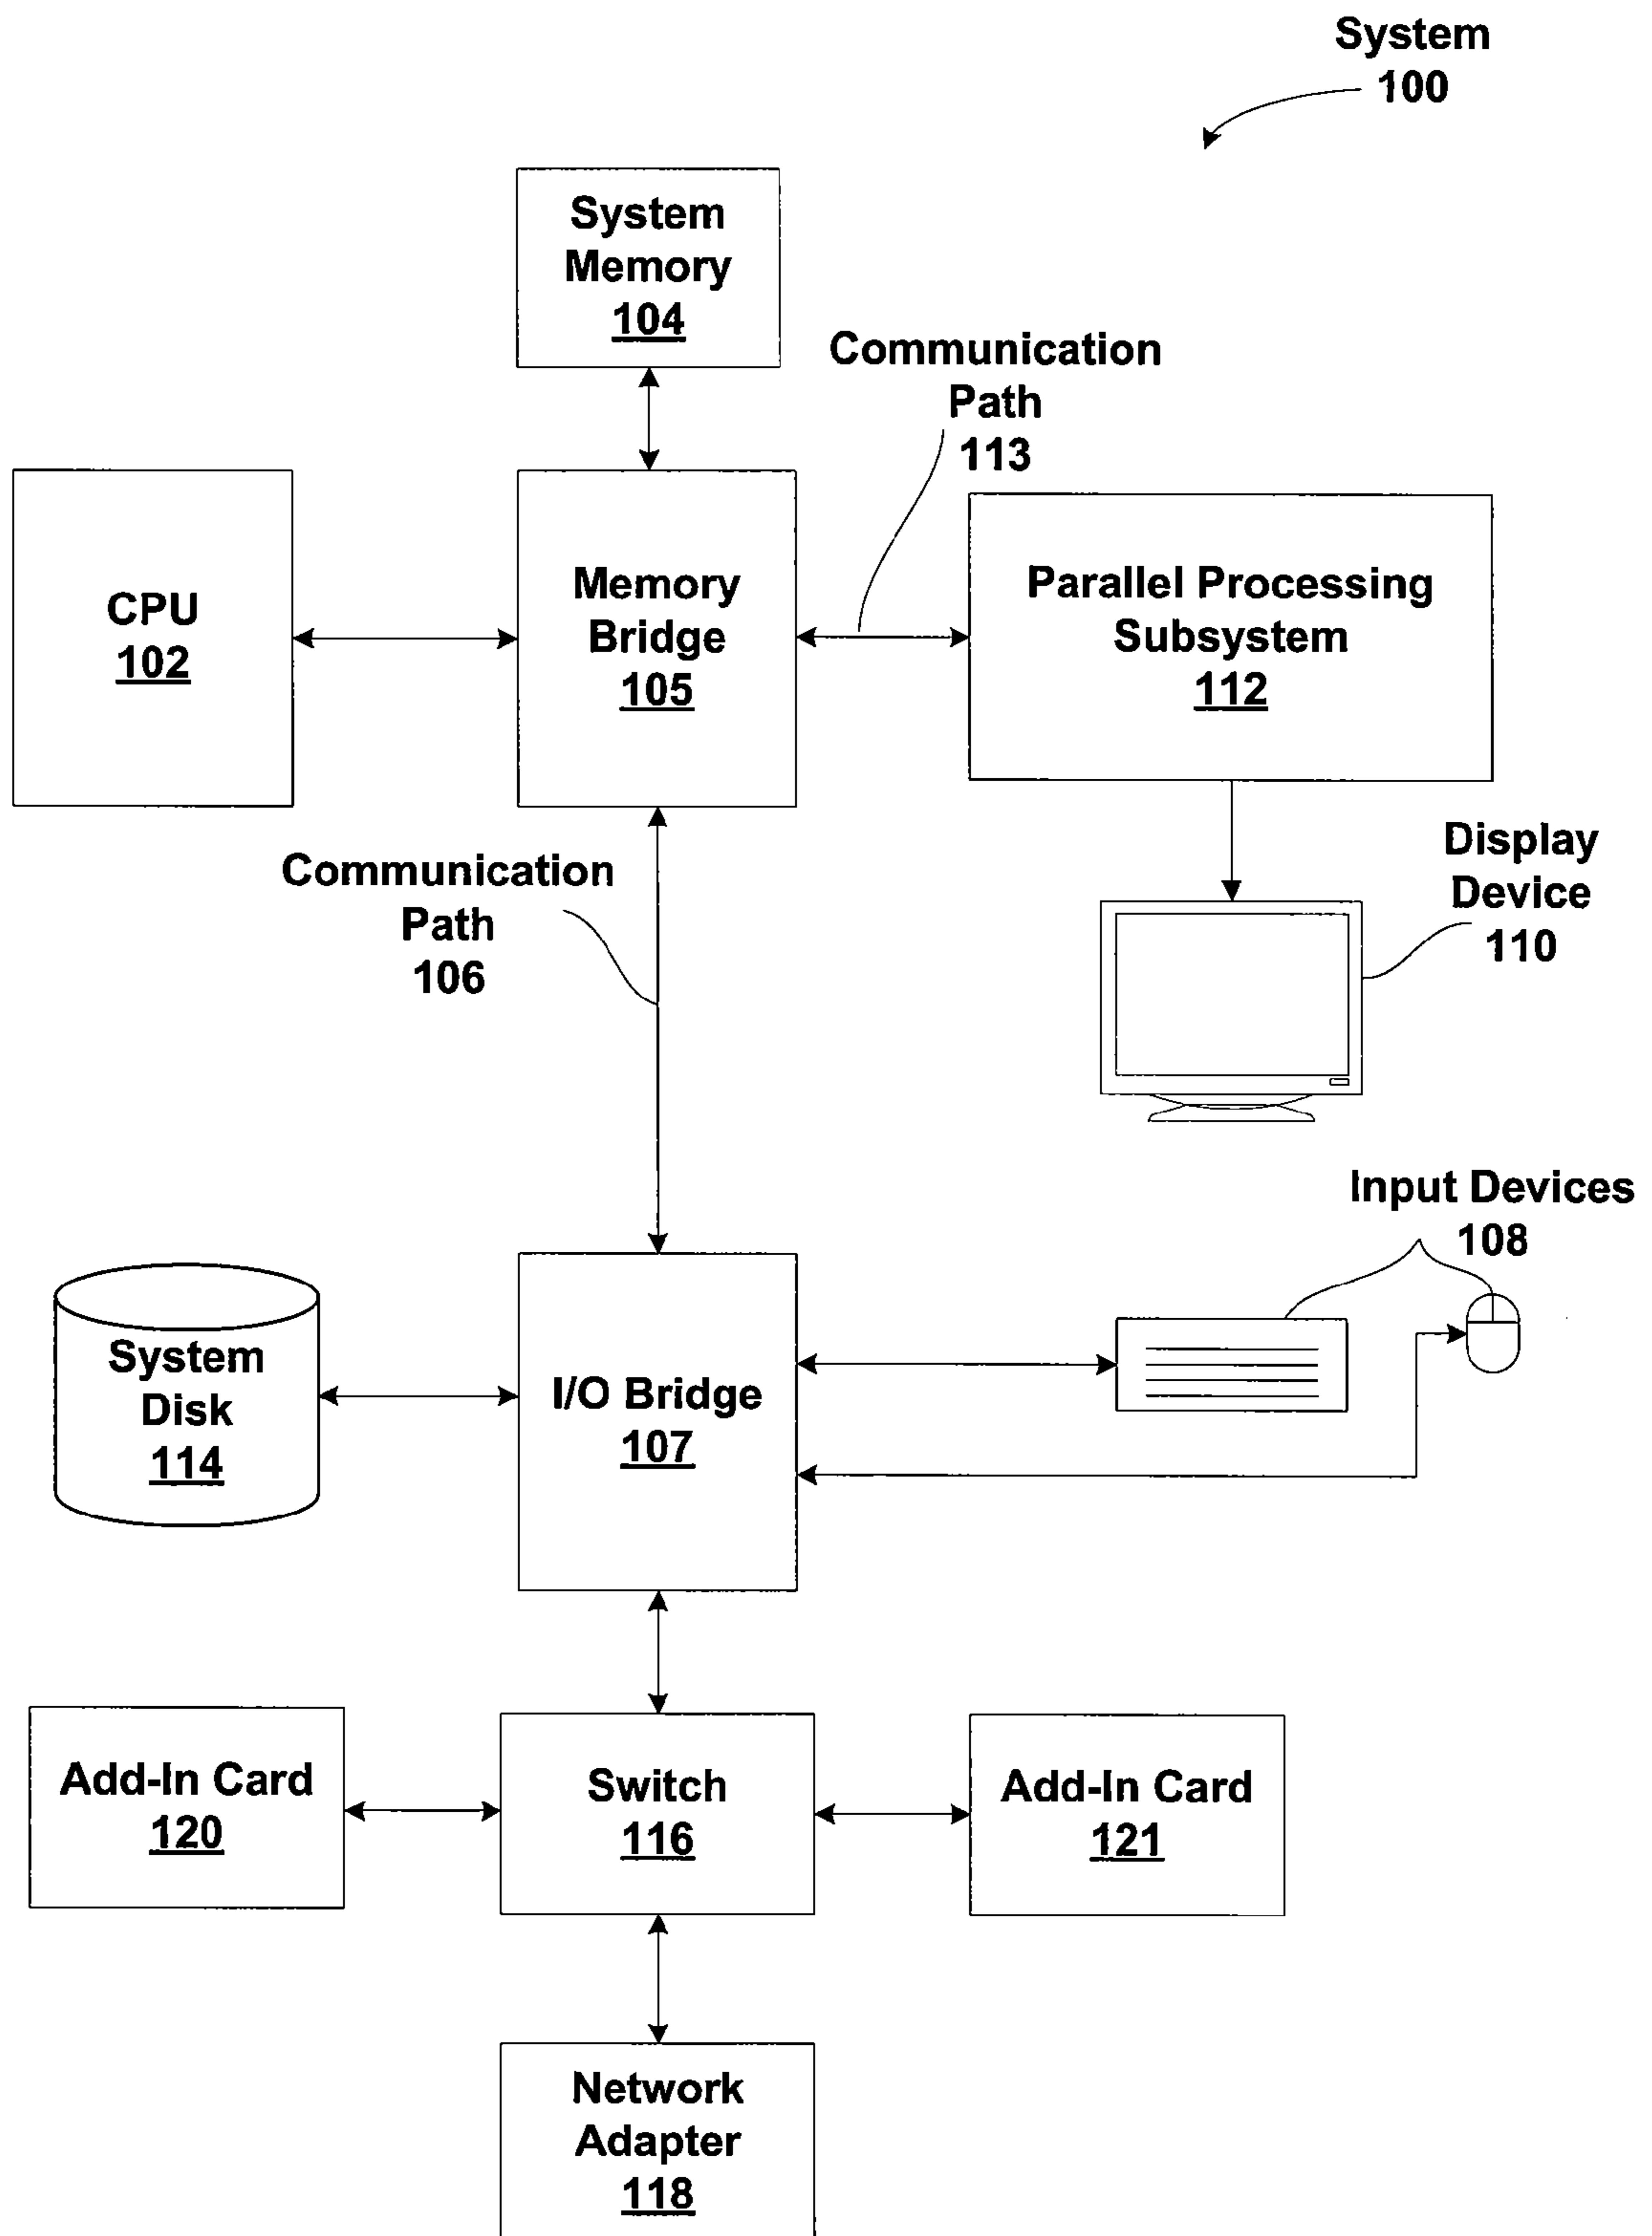 System
100
System
Memory
104
Communication
Path
113
CPU
102
Memory
Bridge
105
Parallel Processing
Subsystem
112
Communication
Path
106
Display
Device
110
Input Devices
108
System
Disk
114
I/O Bridge
107
Add-In Card
120
Switch
116
Add-In Card
121
Network
Adapter
118